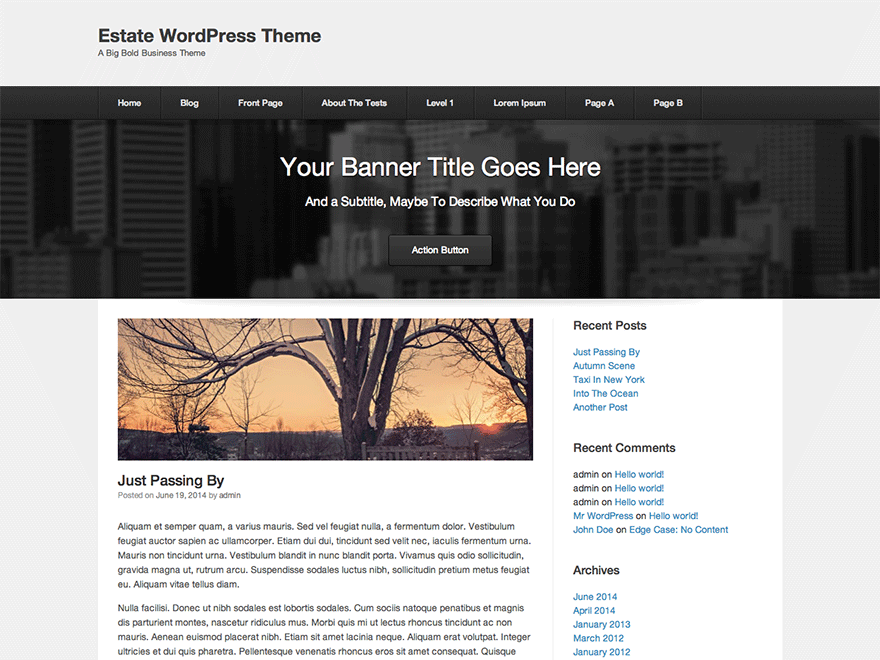 Estate WordPress Theme
A Big Bold Business Theme
Home Blog Front Page About The Tests Level 1 Lorem Ipsum Page A Page B
Your Banner Title Goes Here
And a Subtitle, Maybe To Describe What You Do
Action Button
Just Passing By
Posted on June 19, 2014 by admin
Aliquam et semper quam, a varius mauris. Sed vel feugiat nulla, a fermentum dolor. Vestibulum
feugiat auctor sapien ac ullamcorper. Etiam dui dui, tincidunt sed velit nec, iaculis fermentum urna.
Mauris non tincidunt urna. Vestibulum blandit in nunc blandit porta. Vivamus quis odio sollicitudin,
gravida magna ut, rutrum arcu. Suspendisse sodales luctus nibh, sollicitudin pretium metus feugiat
eu. Aliquam vitae tellus diam.
Nulla facilisi. Donec ut nibh sodales est lobortis sodales. Cum sociis natoque penatibus et magnis
dis parturient montes, nascetur ridiculus mus. Morbi quis mi ut lectus rhoncus tincidunt ac non
mauris. Aenean euismod placerat nibh. Etiam sit amet lacinia neque. Aliquam erat volutpat. Integer
ultricies et dui quis pharetra. Pellentesque venenatis rhoncus eros sit amet consequat. Quisque
Recent Posts
Just Passing By
Autumn Scene
Taxi In New York
Into The Ocean
Another Post
Recent Comments
admin on Hello world!
admin on Hello world!
admin on Hello world!
Mr WordPress on Hello world!
John Doe on Edge Case: No Content
Archives
June 2014
April 2014
January 2013
March 2012
January 2012